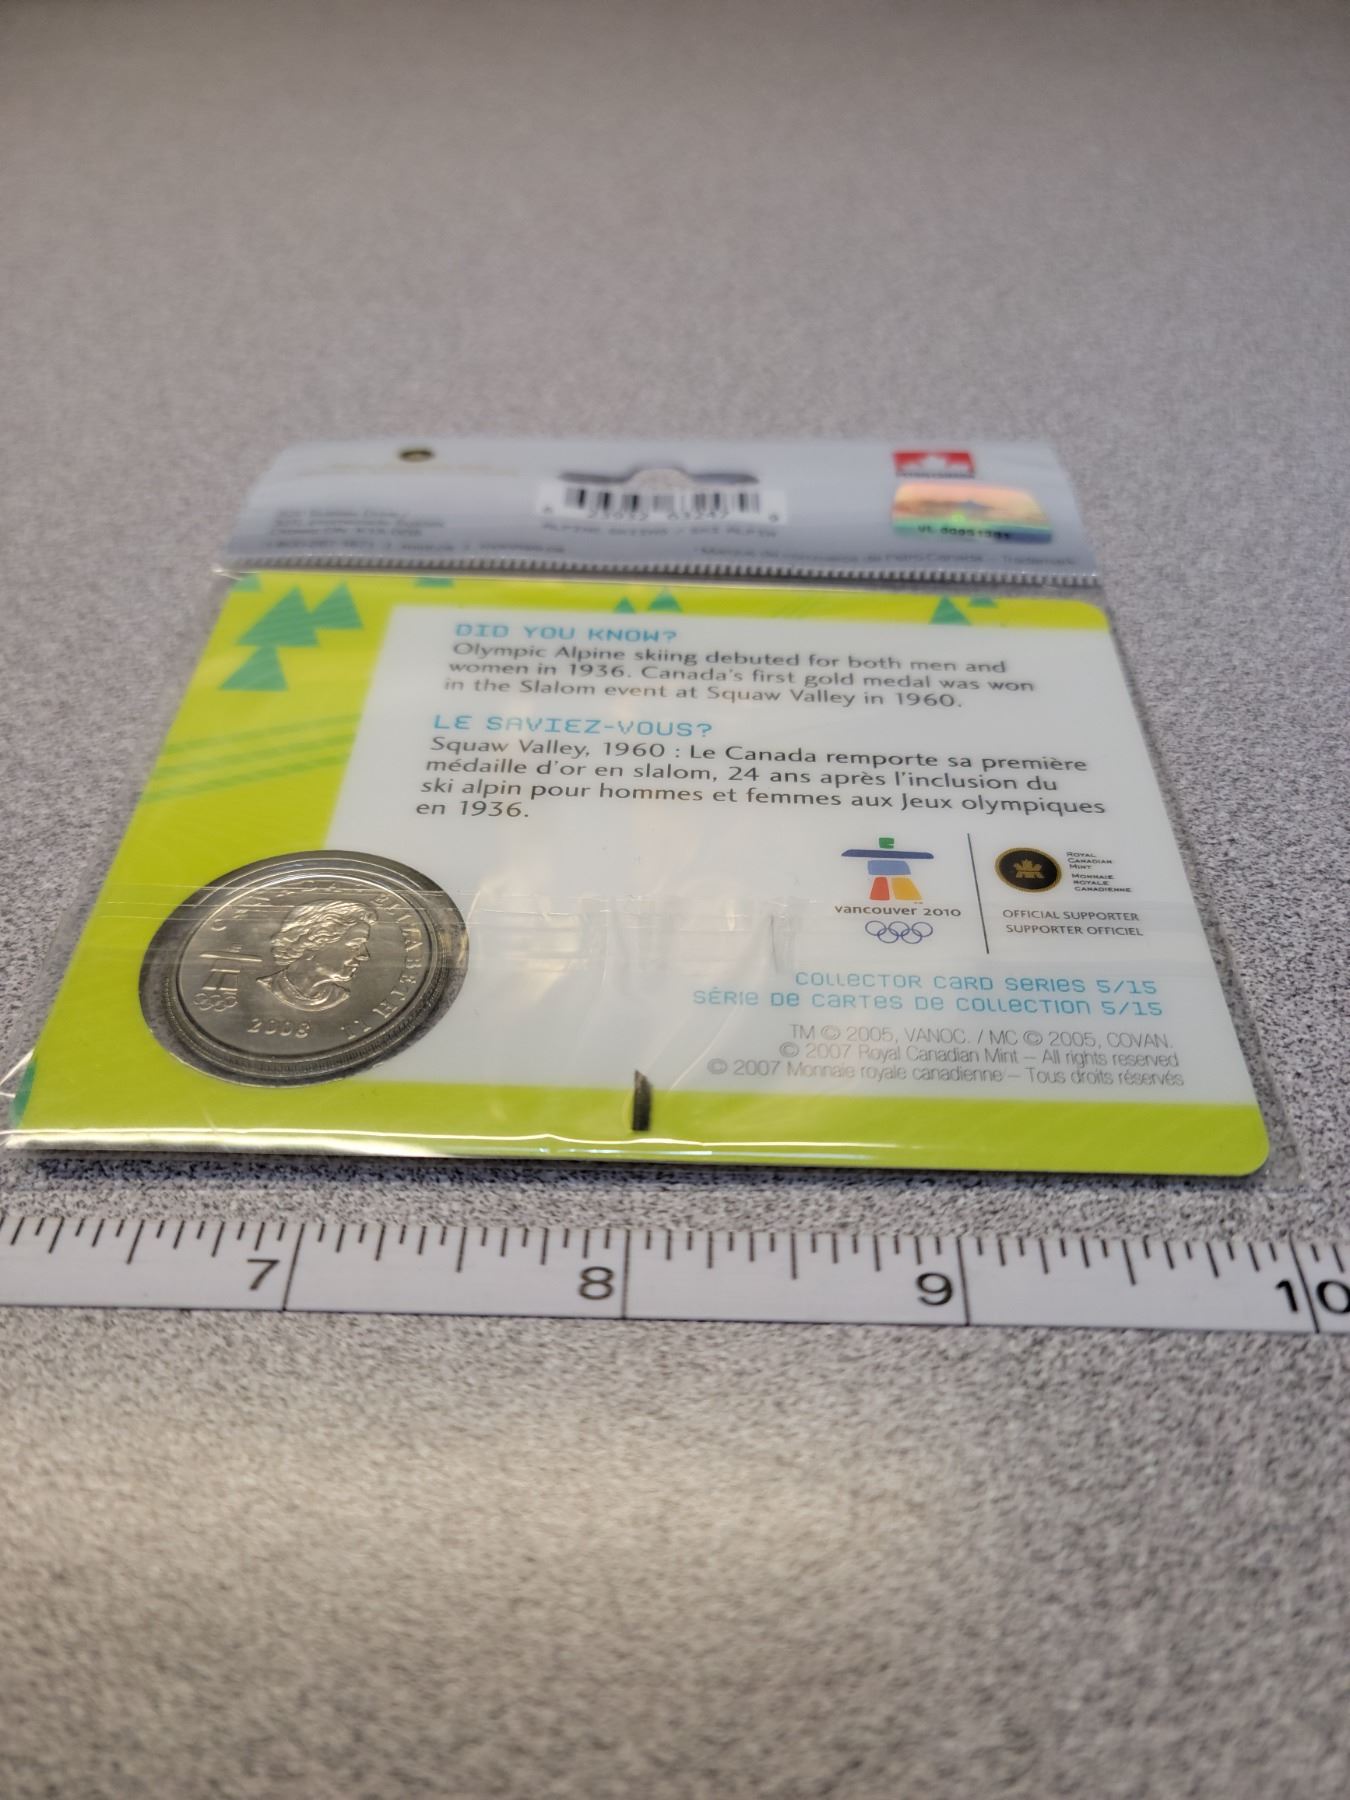 ALPINE SKIING / SKI ALPIN
DID YOU KNOW?
Olympic Alpine skiing debuted for both men and
women in 1936. Canada's first gold medal was won
in the Slalom event at Squaw Valley in 1960.
LE SAVIEZ-VOUS?
Squaw Valley, 1960 : Le Canada remporte sa première
médaille d'or en slalom, 24 ans après l'inclusion du
ski alpin pour hommes et femmes aux Jeux olympiques
en 1936.
vancouver 2010
ROYAL
CANADIAN
MINT
MONNAIE
ROYALE
CANADIENNE
OFFICIAL SUPPORTER
SUPPORTER OFFICIEL
COLLECTOR CARD SERIES 5/15
SÉRIE DE CARTES DE COLLECTION 5/15
TM © 2005, VANOC. / MC © 2005, COVAN.
© 2007 Royal Canadian Mint – All rights reserved
© 2007 Monnaie royale canadienne – Tous droits réservés
ELIZABETH II
2008
7 8 9 10